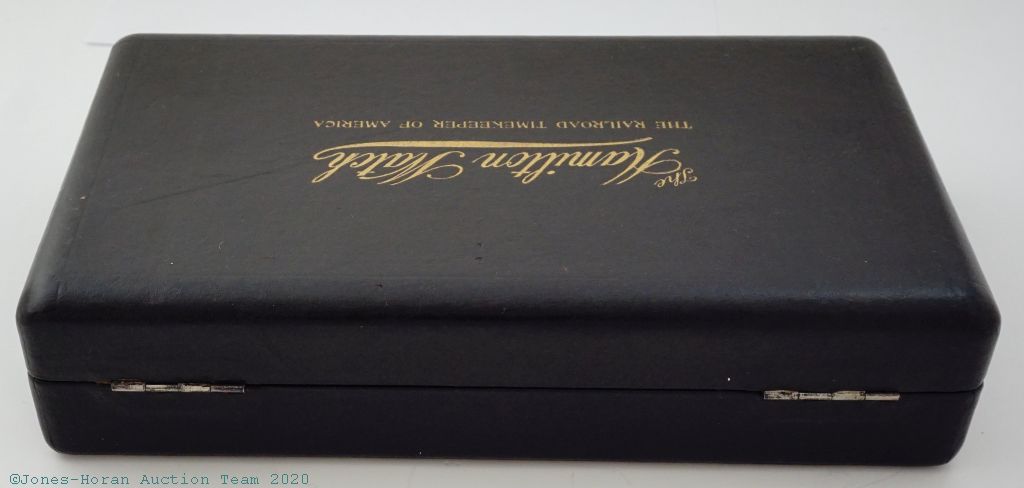 The
Hamilton Watch
THE RAILROAD TIMEKEEPER OF AMERICA
©Jones-Horan Auction Team 2020